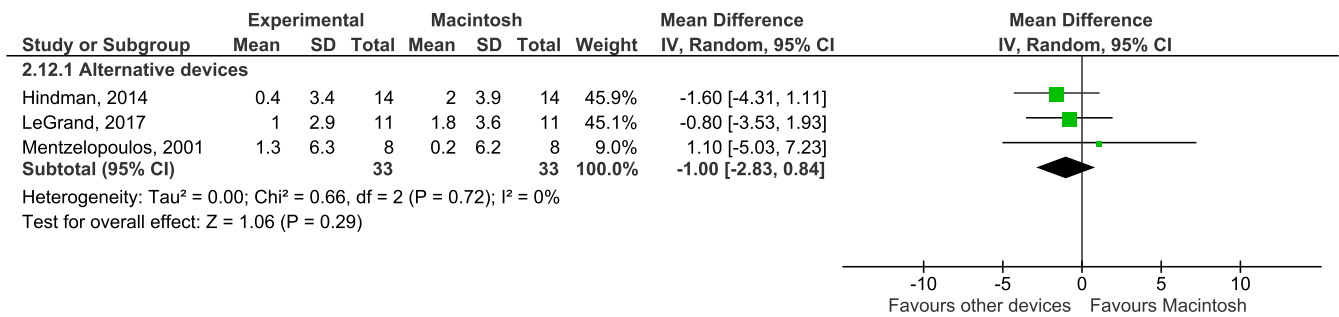 Experimental Macintosh Mean Difference Mean Difference
Study or Subgroup Mean SD Total Mean SD Total Weight IV, Random, 95% CI IV, Random, 95% CI
2.12.1 Alternative devices
Hindman, 2014 0.4 3.4 14 2 3.9 14 45.9% -1.60 [-4.31, 1.11]
LeGrand, 2017 1 2.9 11 1.8 3.6 11 45.1% -0.80 [-3.53, 1.93]
Mentzelopoulos, 2001 1.3 6.3 8 0.2 6.2 8 9.0% 1.10 [-5.03, 7.23]
Subtotal (95% CI) 33 33 100.0% -1.00 [-2.83, 0.84]
Heterogeneity: Tau² = 0.00; Chi² = 0.66, df = 2 (P = 0.72); I² = 0%
Test for overall effect: Z = 1.06 (P = 0.29)
-10 -5 0 5 10
Favours other devices Favours Macintosh